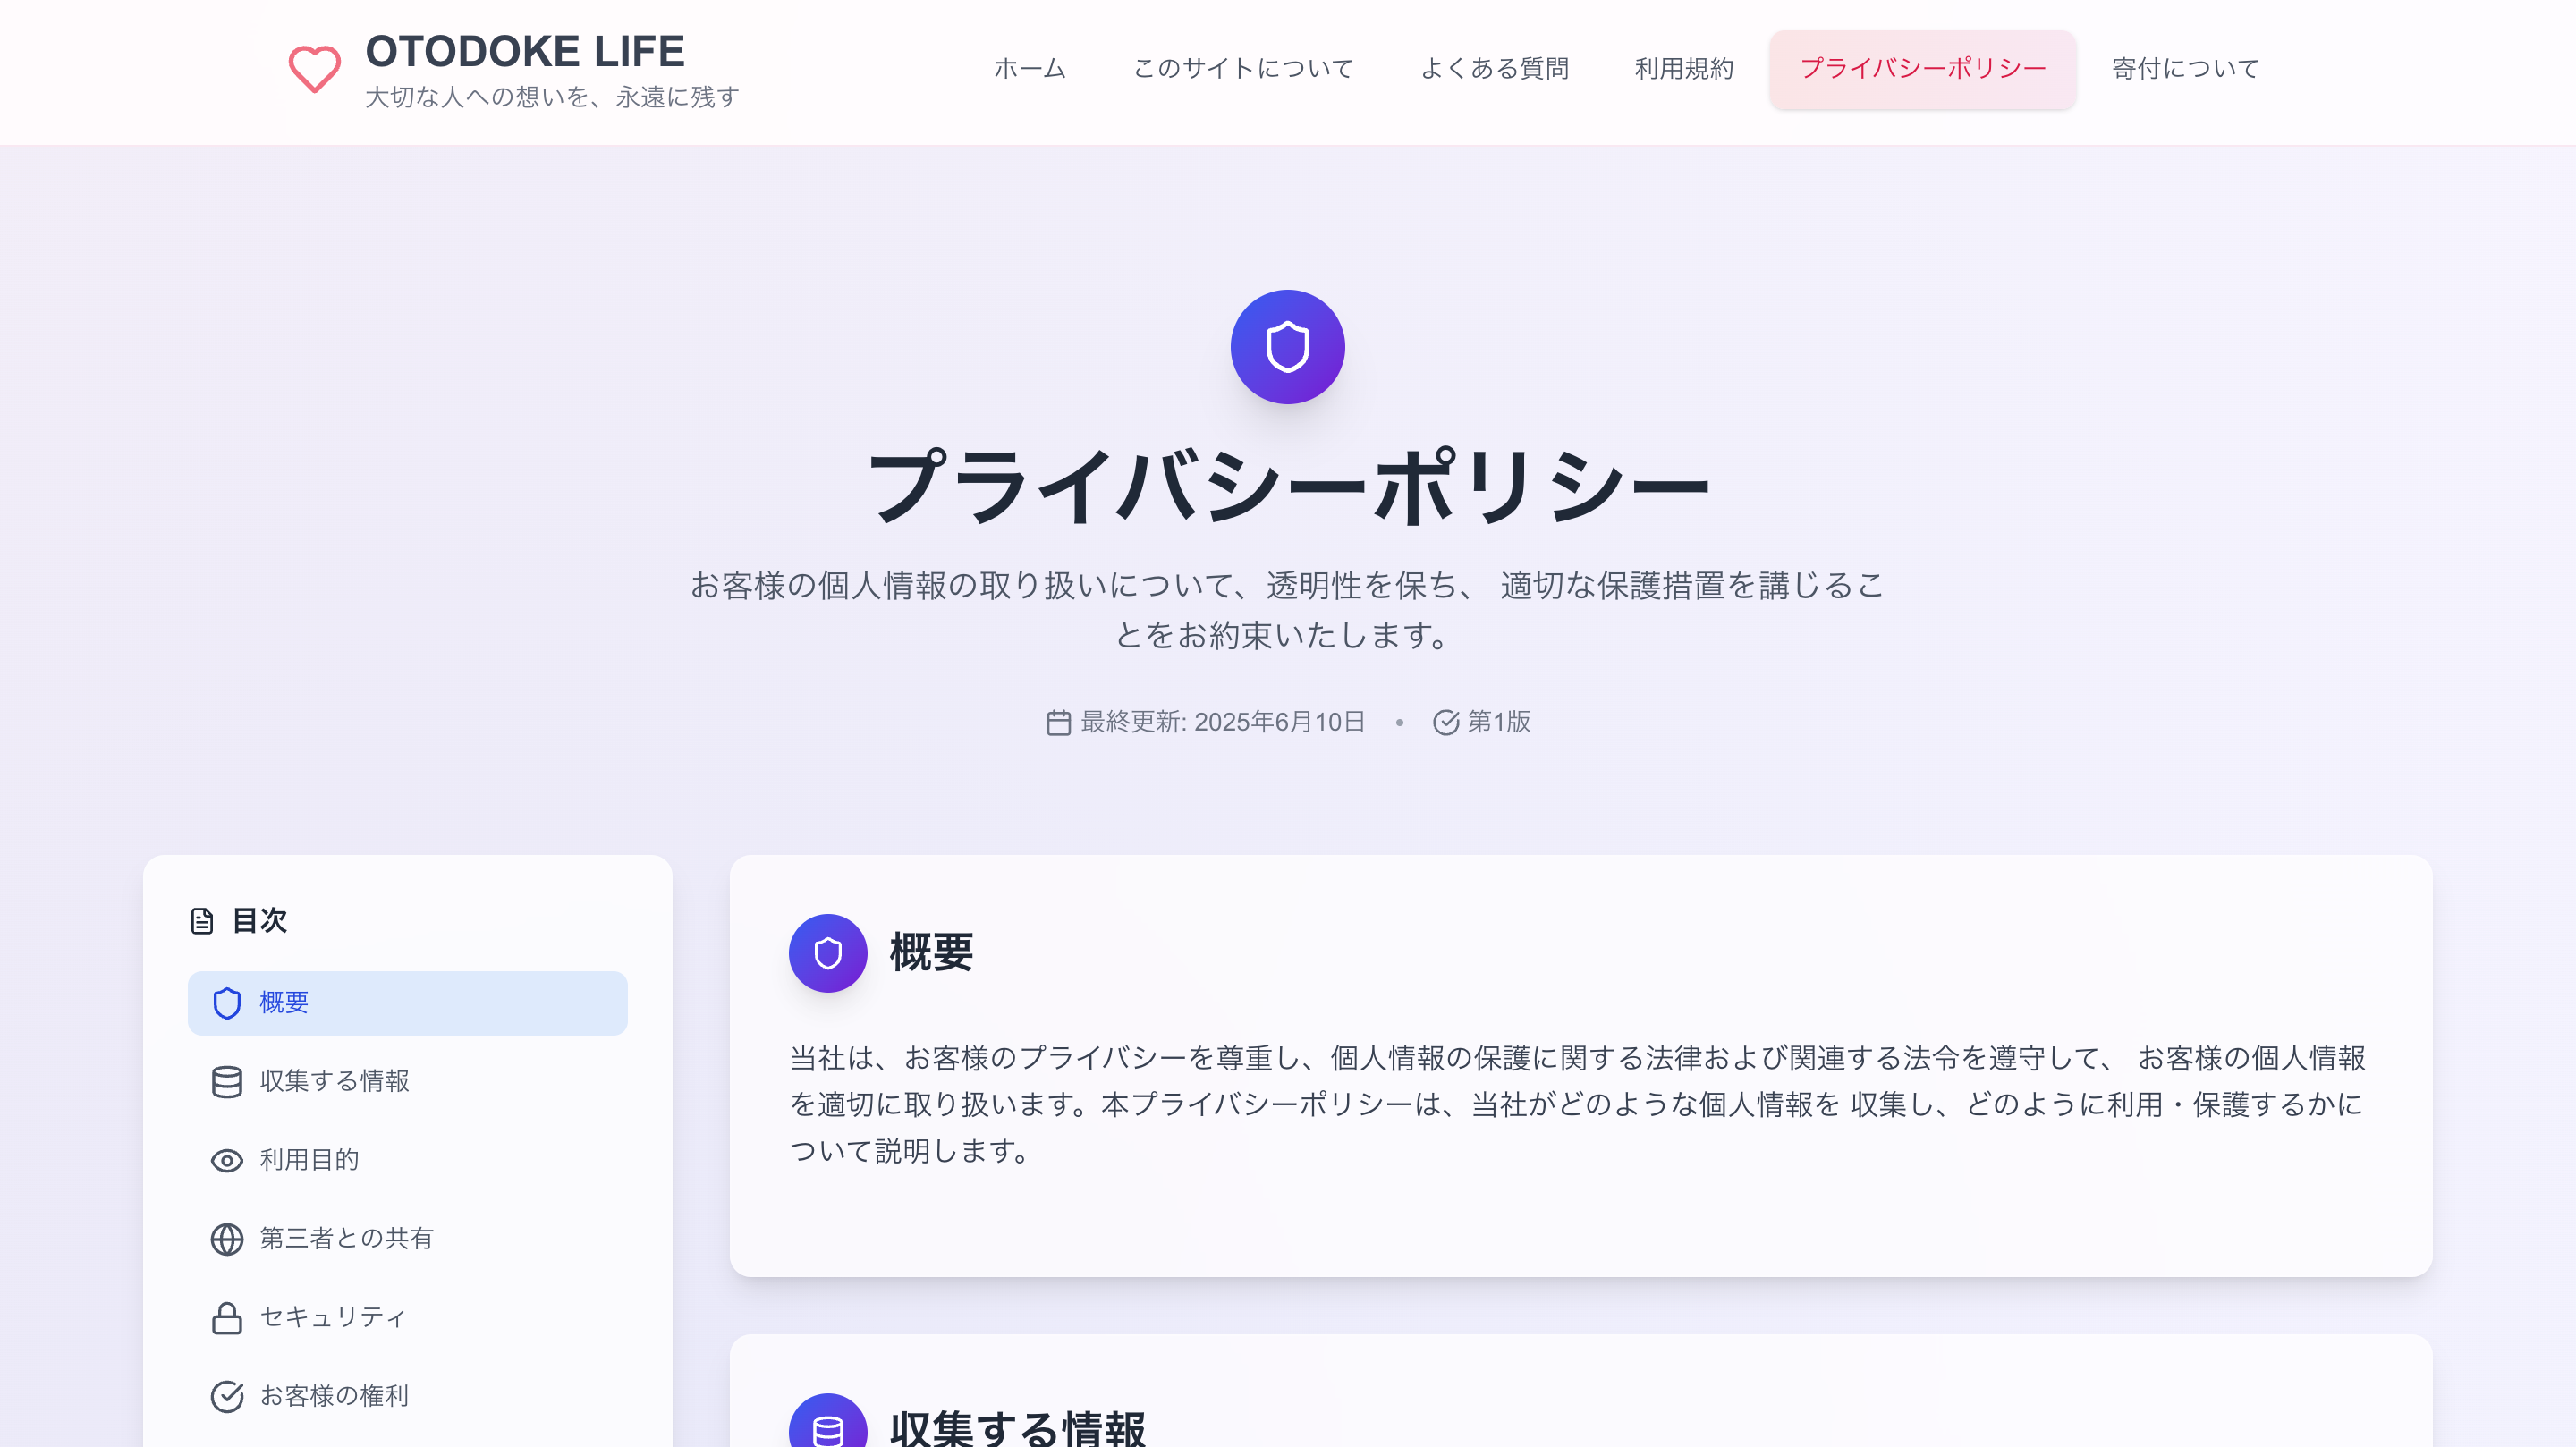 OTODOKE LIFE
大切な人への想いを、永遠に残す
ホーム
このサイトについて
よくある質問
利用規約
プライバシーポリシー
寄付について
プライバシーポリシー
お客様の個人情報の取り扱いについて、透明性を保ち、 適切な保護措置を講じるこ
とをお約束いたします。
最終更新: 2025年6月10日 • 第1版
目次
概要
収集する情報
利用目的
第三者との共有
セキュリティ
お客様の権利
概要
当社は、お客様のプライバシーを尊重し、個人情報の保護に関する法律および関連する法令を遵守して、 お客様の個人情報
を適切に取り扱います。本プライバシーポリシーは、当社がどのような個人情報を 収集し、どのように利用・保護するかに
ついて説明します。
収集する情報